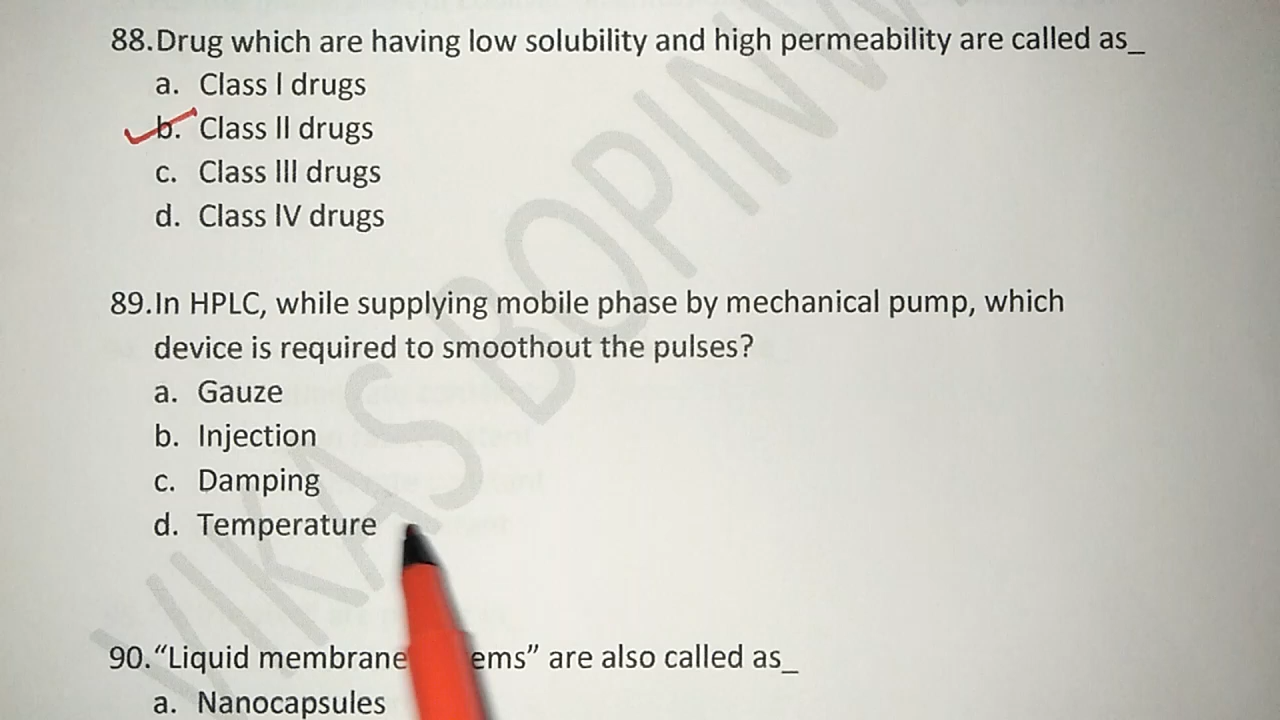 88.Drug which are having low solubility and high permeability are called as_
a. Class I drugs
b. Class II drugs
c. Class III drugs
d. Class IV drugs
89.In HPLC, while supplying mobile phase by mechanical pump, which
device is required to smoothout the pulses?
a. Gauze
b. Injection
c. Damping
d. Temperature
90."Liquid membrane ems" are also called as_
a. Nanocapsules
VIKAS BOPINW